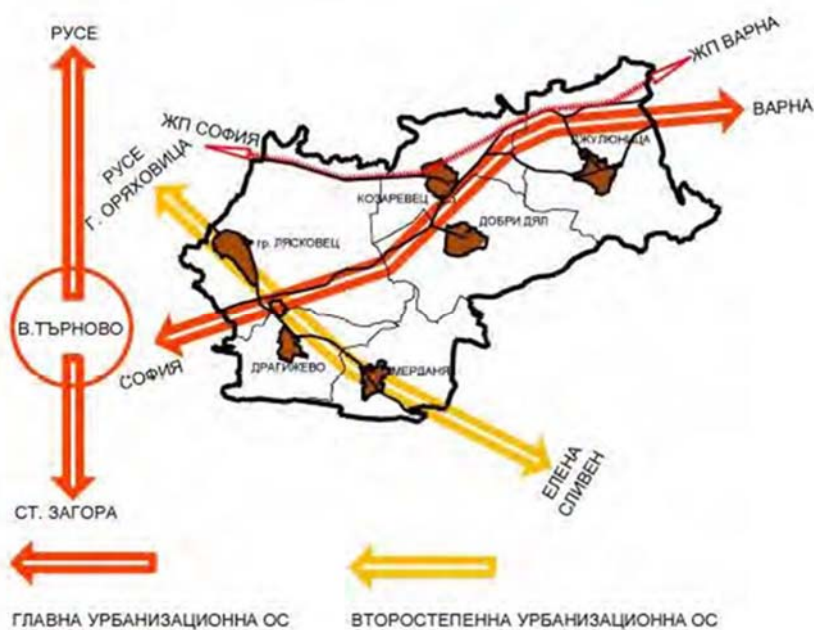 РУСЕ
ЖП ВАРНА
ЖП СОФИЯ
ВАРНА
РУСЕ
Г. ОРЯХОВИЦА
ДЖУЛЮНИЦА
КОЗАРЕВЕЦ
ДОБРИ ДЯЛ
гр. ЛЯСКОВЕЦ
В.ТЪРНОВО
СОФИЯ
ДРАГИЖЕВО
МЕРДАНЯ
ЕЛЕНА
СЛИВЕН
СТ. ЗАГОРА
ГЛАВНА УРБАНИЗАЦИОННА ОС
ВТОРОСТЕПЕННА УРБАНИЗАЦИОННА ОС